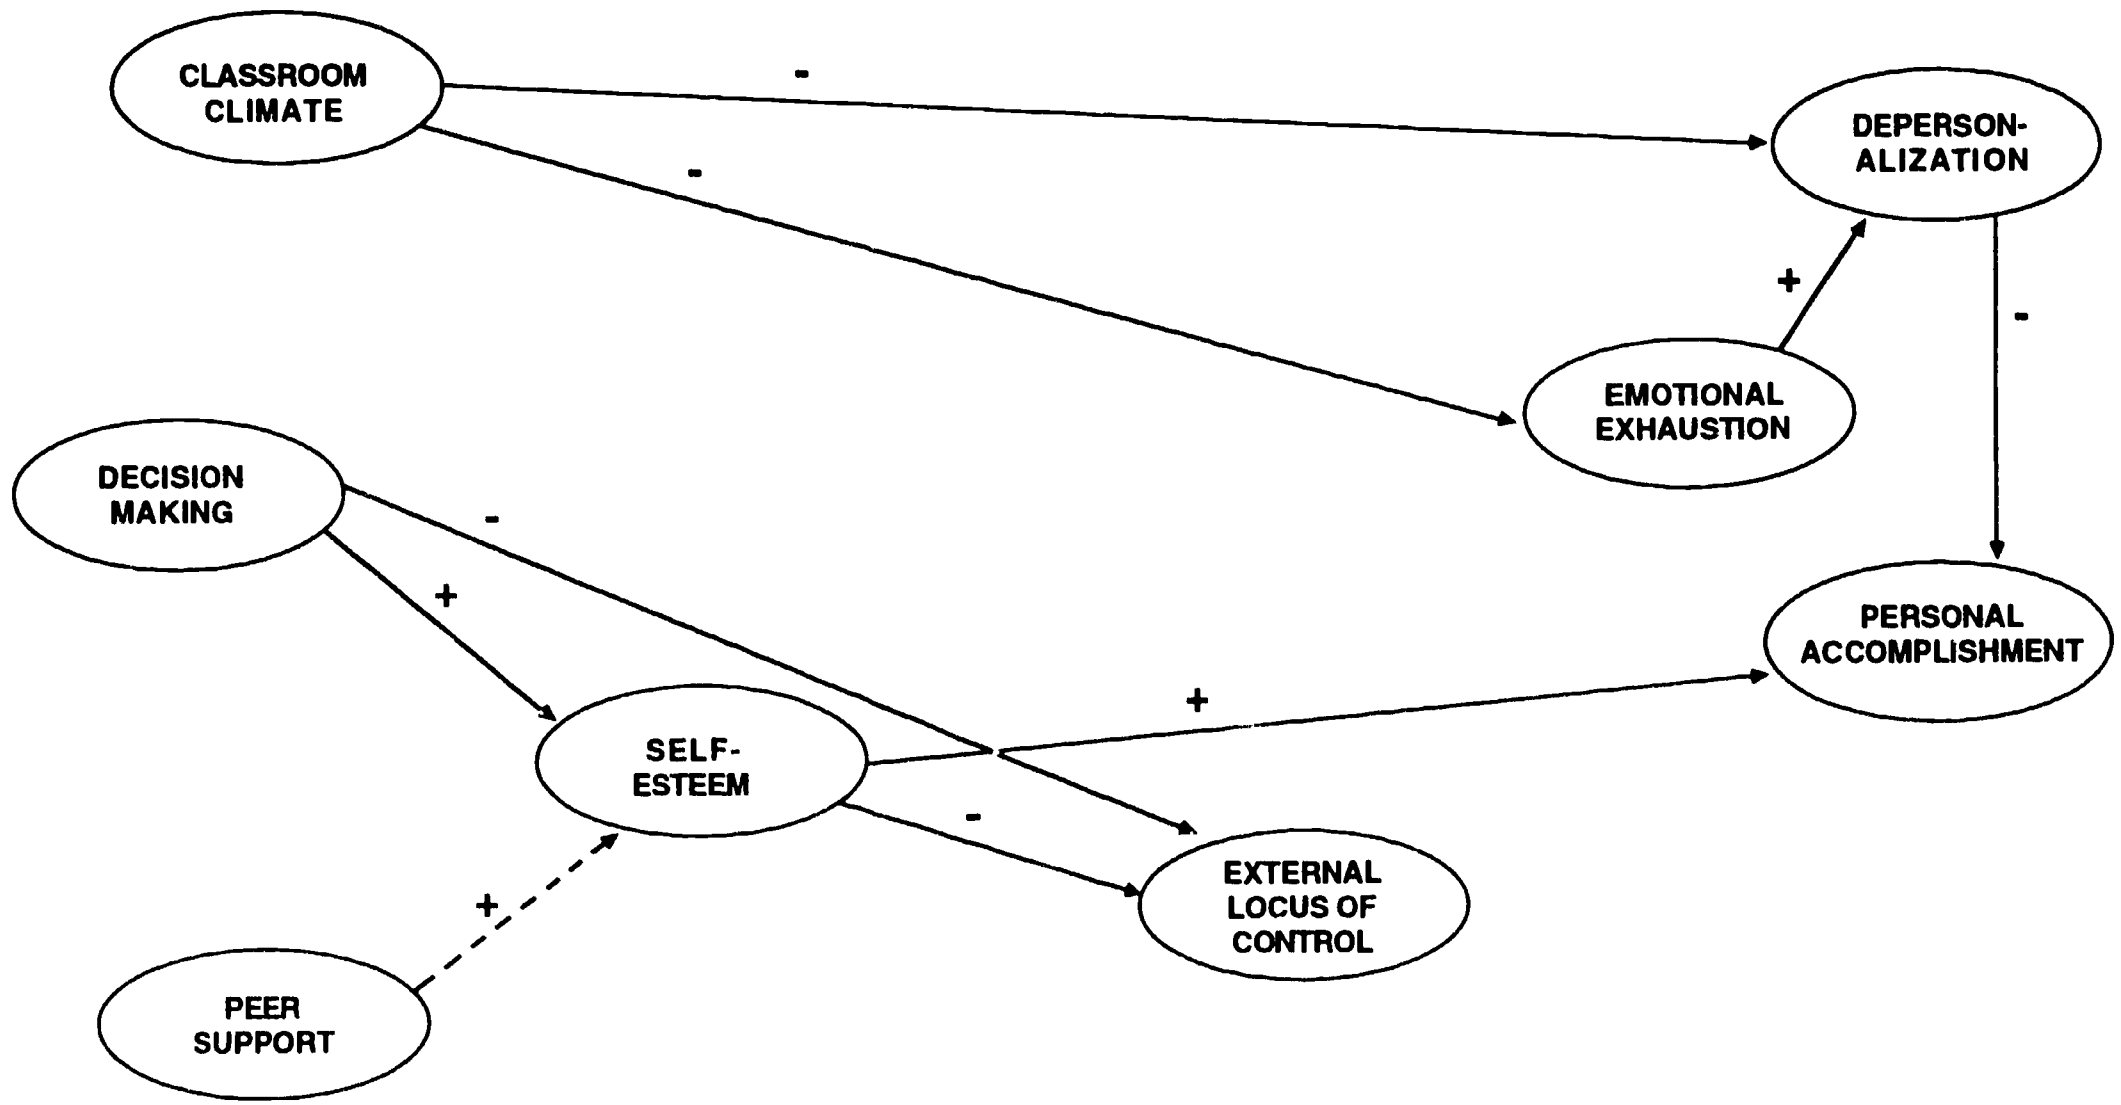 CLASSROOM
CLIMATE
-
DEPERSON-
ALIZATION
-
+
-
EMOTIONAL
EXHAUSTION
DECISION
MAKING
-
+
PERSONAL
ACCOMPLISHMENT
+
SELF-
ESTEEM
-
EXTERNAL
LOCUS OF
CONTROL
+
PEER
SUPPORT